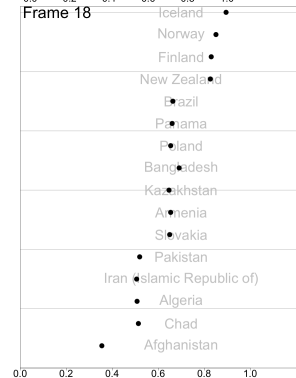 Frame 18
Iceland
Norway
Finland
New Zealand
Brazil
Panama
Poland
Bangladesh
Kazakhstan
Armenia
Slovakia
Pakistan
Iran (Islamic Republic of)
Algeria
Chad
Afghanistan
0.0 0.2 0.4 0.6 0.8 1.0